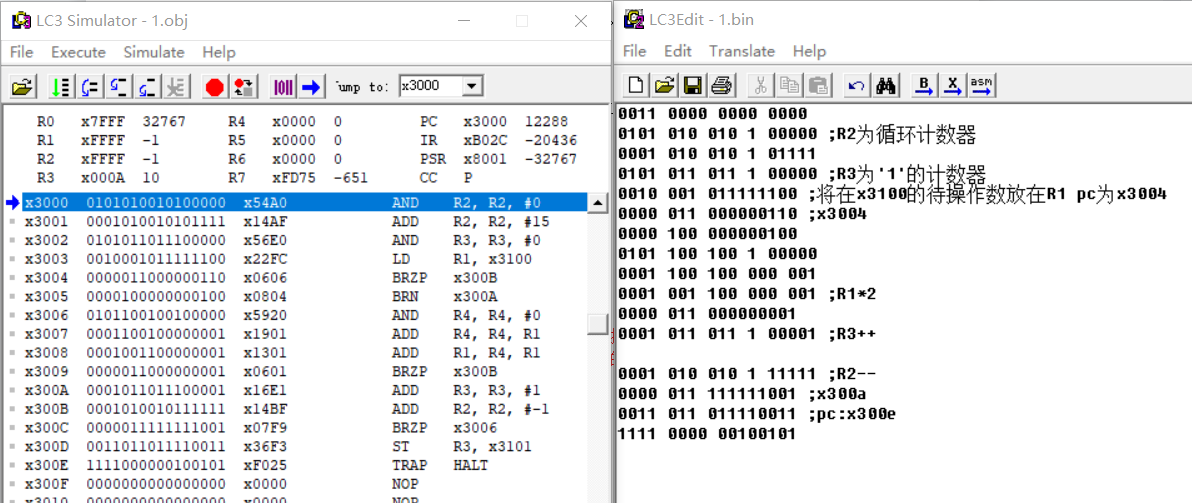 LC3 Simulator - 1.obj
File Execute Simulate Help
Jump to: x3000
R0 x7FFF 32767 R4 x0000 0 PC x3000 12288
R1 xFFFF -1 R5 x0000 0 IR xB02C -20436
R2 xFFFF -1 R6 x0000 0 PSR x8001 -32767
R3 x000A 10 R7 xFD75 -651 CC P
x3000 0101010010100000 x54A0 AND R2, R2, #0
x3001 0001010010101111 x14AF ADD R2, R2, #15
x3002 0101011011100000 x56E0 AND R3, R3, #0
x3003 0010001011111100 x22FC LD R1, x3100
x3004 0000011000000110 x0606 BRZP x300B
x3005 0000100000000100 x0804 BRN x300A
x3006 0101100100100000 x5920 AND R4, R4, #0
x3007 0001100100000001 x1901 ADD R4, R4, R1
x3008 0001001100000001 x1301 ADD R1, R4, R1
x3009 0000011000000001 x0601 BRZP x300B
x300A 0001011011100001 x16E1 ADD R3, R3, #1
x300B 0001010010111111 x14BF ADD R2, R2, #-1
x300C 0000011111111001 x07F9 BRZP x3006
x300D 0011011011110011 x36F3 ST R3, x3101
x300E 1111000000100101 xF025 TRAP HALT
x300F 0000000000000000 x0000 NOP
x3010 0000000000000000 x0000 NOP
LC3Edit - 1.bin
File Edit Translate Help
B X asm
0011 0000 0000 0000
0101 010 010 1 00000 ;R2为循环计数器
0001 010 010 1 01111
0101 011 011 1 00000 ;R3为'1'的计数器
0010 001 011111100 ;将在x3100的待操作数放在R1 pc为x3004
0000 011 000000110 ;x3004
0000 100 000000100
0101 100 100 1 00000
0001 100 100 000 001
0001 001 100 000 001 ;R1*2
0000 011 000000001
0001 011 011 1 00001 ;R3++
0001 010 010 1 11111 ;R2--
0000 011 111111001 ;x300a
0011 011 011110011 ;pc:x300e
1111 0000 00100101